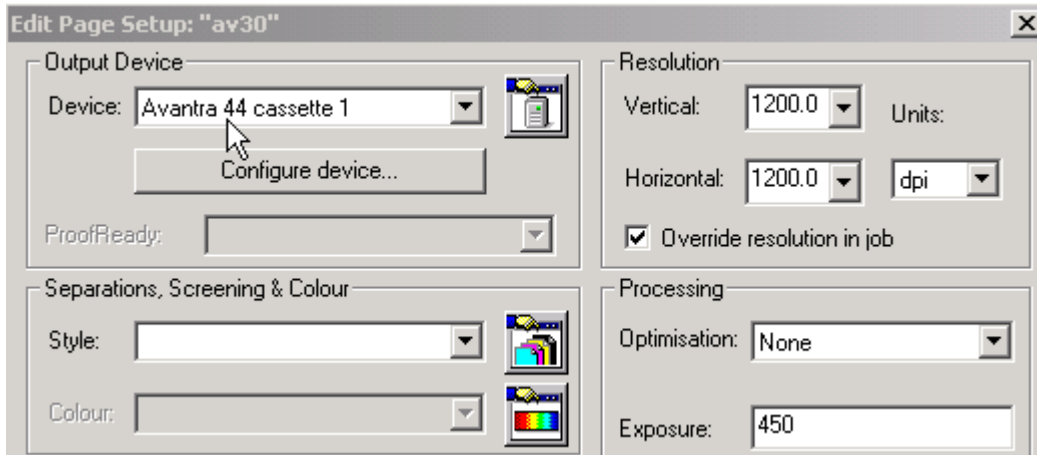 Edit Page Setup: "av30"
Output Device
Device: Avantra 44 cassette 1
Configure device...
ProofReady:
Resolution
Vertical: 1200.0 Units:
Horizontal: 1200.0 dpi
Override resolution in job
Separations, Screening & Colour
Style:
Colour:
Processing
Optimisation: None
Exposure: 450